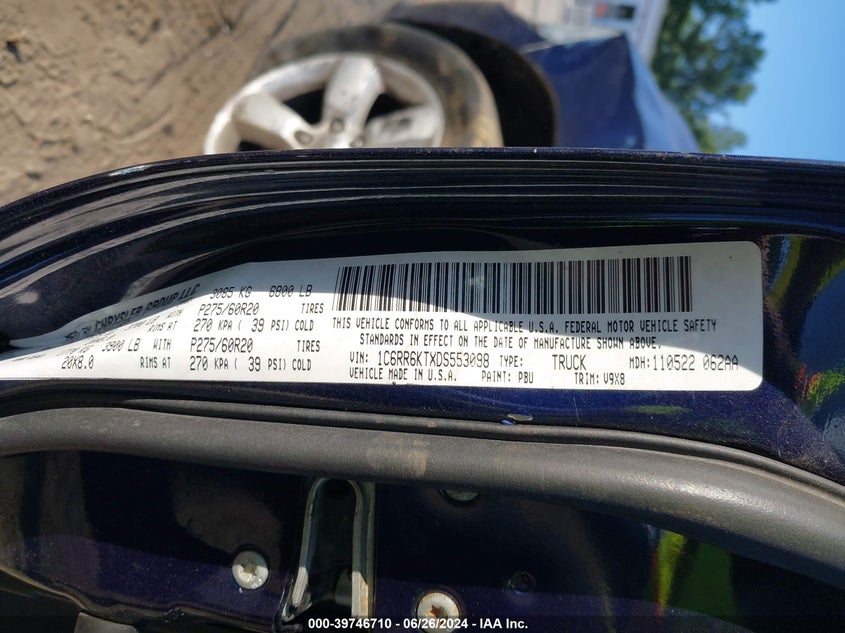 CHRYSLER GROUP LLC
3085 KG 6800 LB
WITH P275/60R20 TIRES
RIMS AT 270 KPA ( 39 PSI) COLD
3900 LB WITH P275/60R20 TIRES
20X8.0 RIMS AT 270 KPA ( 39 PSI) COLD
THIS VEHICLE CONFORMS TO ALL APPLICABLE U.S.A. FEDERAL MOTOR VEHICLE SAFETY
STANDARDS IN EFFECT ON THE DATE OF MANUFACTURE SHOWN ABOVE.
VIN: 1C6RR6KTXDS553098 TYPE: TRUCK MDH: 110522 062AA
VEHICLE MADE IN U.S.A. PAINT: PBU TRIM: V9X8
000-39746710 - 06/26/2024 - IAA Inc.